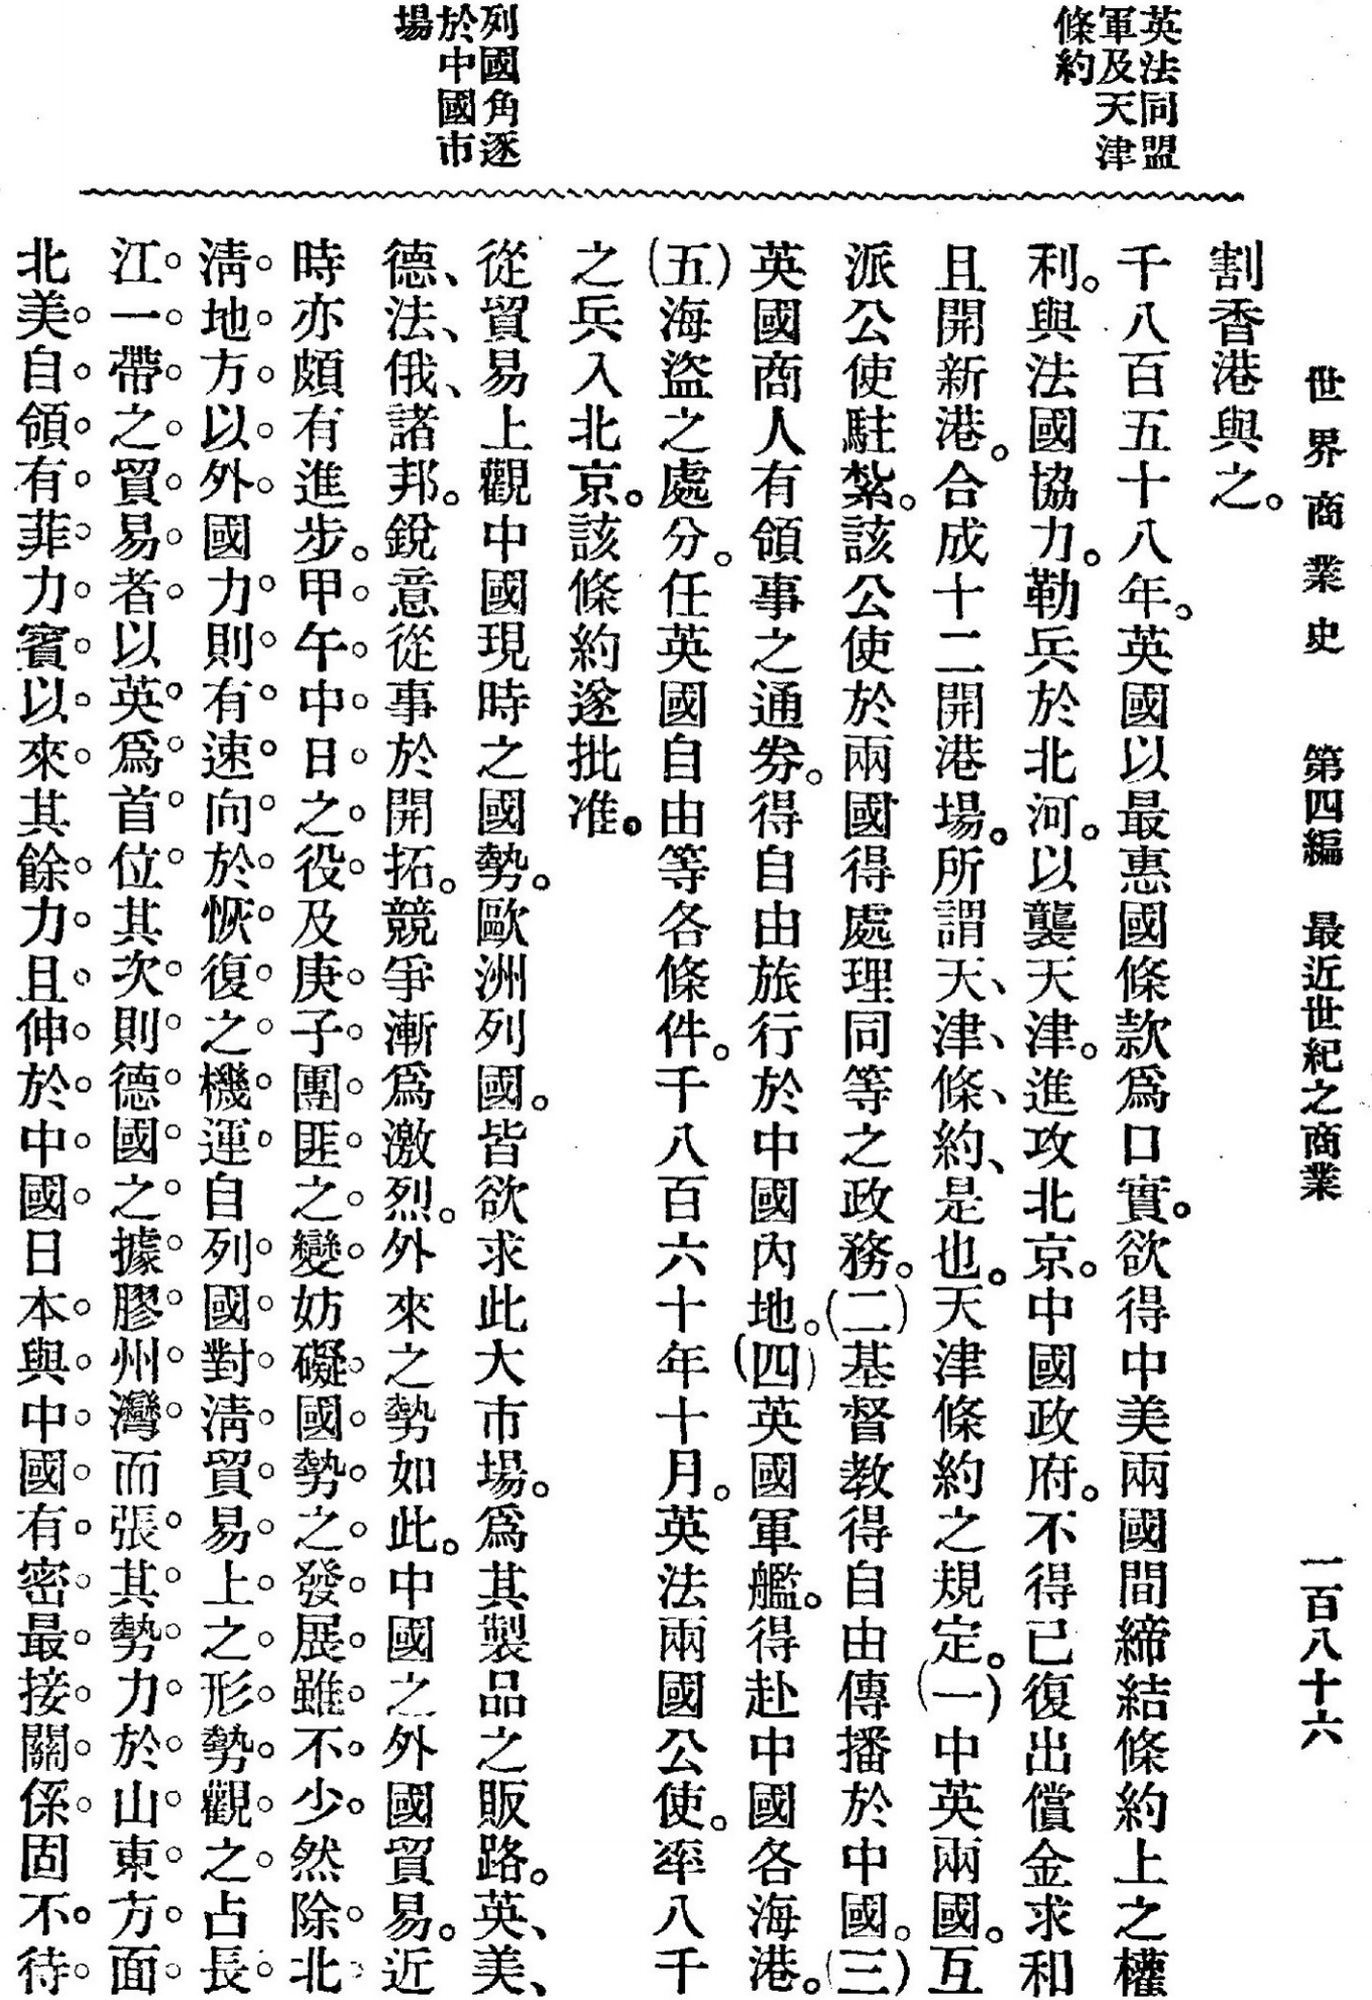 世界商業史　第四編　最近世紀之商業　一百八十六
英法同盟
軍及天津
條約
列國角逐
於中國市
場
割香港與之。
千八百五十八年。英國以最惠國條款爲口實。欲得中美兩國間締結條約上之權
利。與法國協力。勒兵於北河。以襲天津。進攻北京。中國政府。不得已復出償金求和
且開新港。合成十二開港場。所謂天、津、條、約、是也。天津條約之規定。(一)中英兩國。互
派公使駐紮。該公使於兩國得處理同等之政務。(二)基督教得自由傳播於中國。(三)
英國商人有領事之通券。得自由旅行於中國內地。(四)英國軍艦。得赴中國各海港。
(五)海盜之處分。任英國自由等各條件。千八百六十年十月。英法兩國公使。率八千
之兵入北京。該條約遂批准。
從貿易上觀中國現時之國勢。歐洲列國。皆欲求此大市場。爲其製品之販路。英、美、
德、法、俄、諸邦。銳意從事於開拓。競爭漸爲激烈。外來之勢如此。中國之外國貿易。近
時亦頗有進步。甲午中日之役及庚子團匪之變妨礙國勢之發展雖不少然除北
淸地方以外國力則有速向於恢復之機運自列國對淸貿易上之形勢觀之占長
江一帶之貿易者以英爲首位其次則德國之據膠州灣而張其勢力於山東方面
北美自領有菲力賓以來其餘力且伸於中國日本與中國有密最接關係固不待